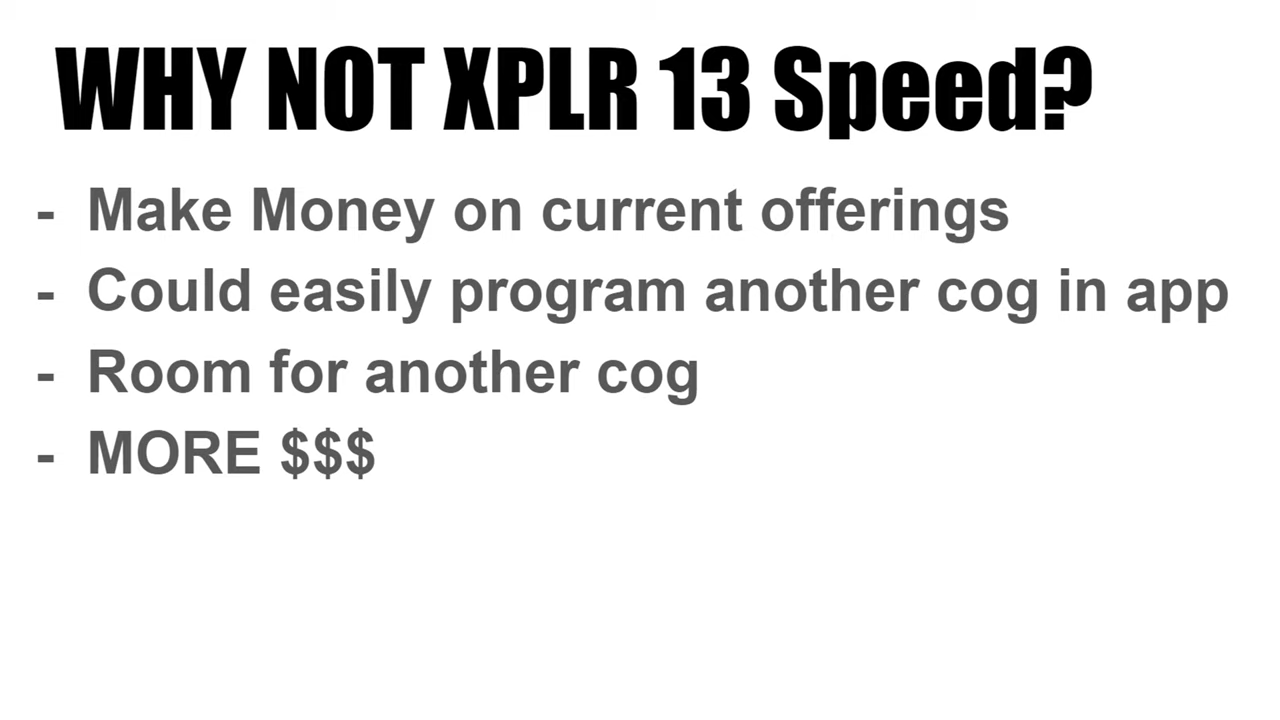 WHY NOT XPLR 13 Speed?
- Make Money on current offerings
- Could easily program another cog in app
- Room for another cog
- MORE $$$